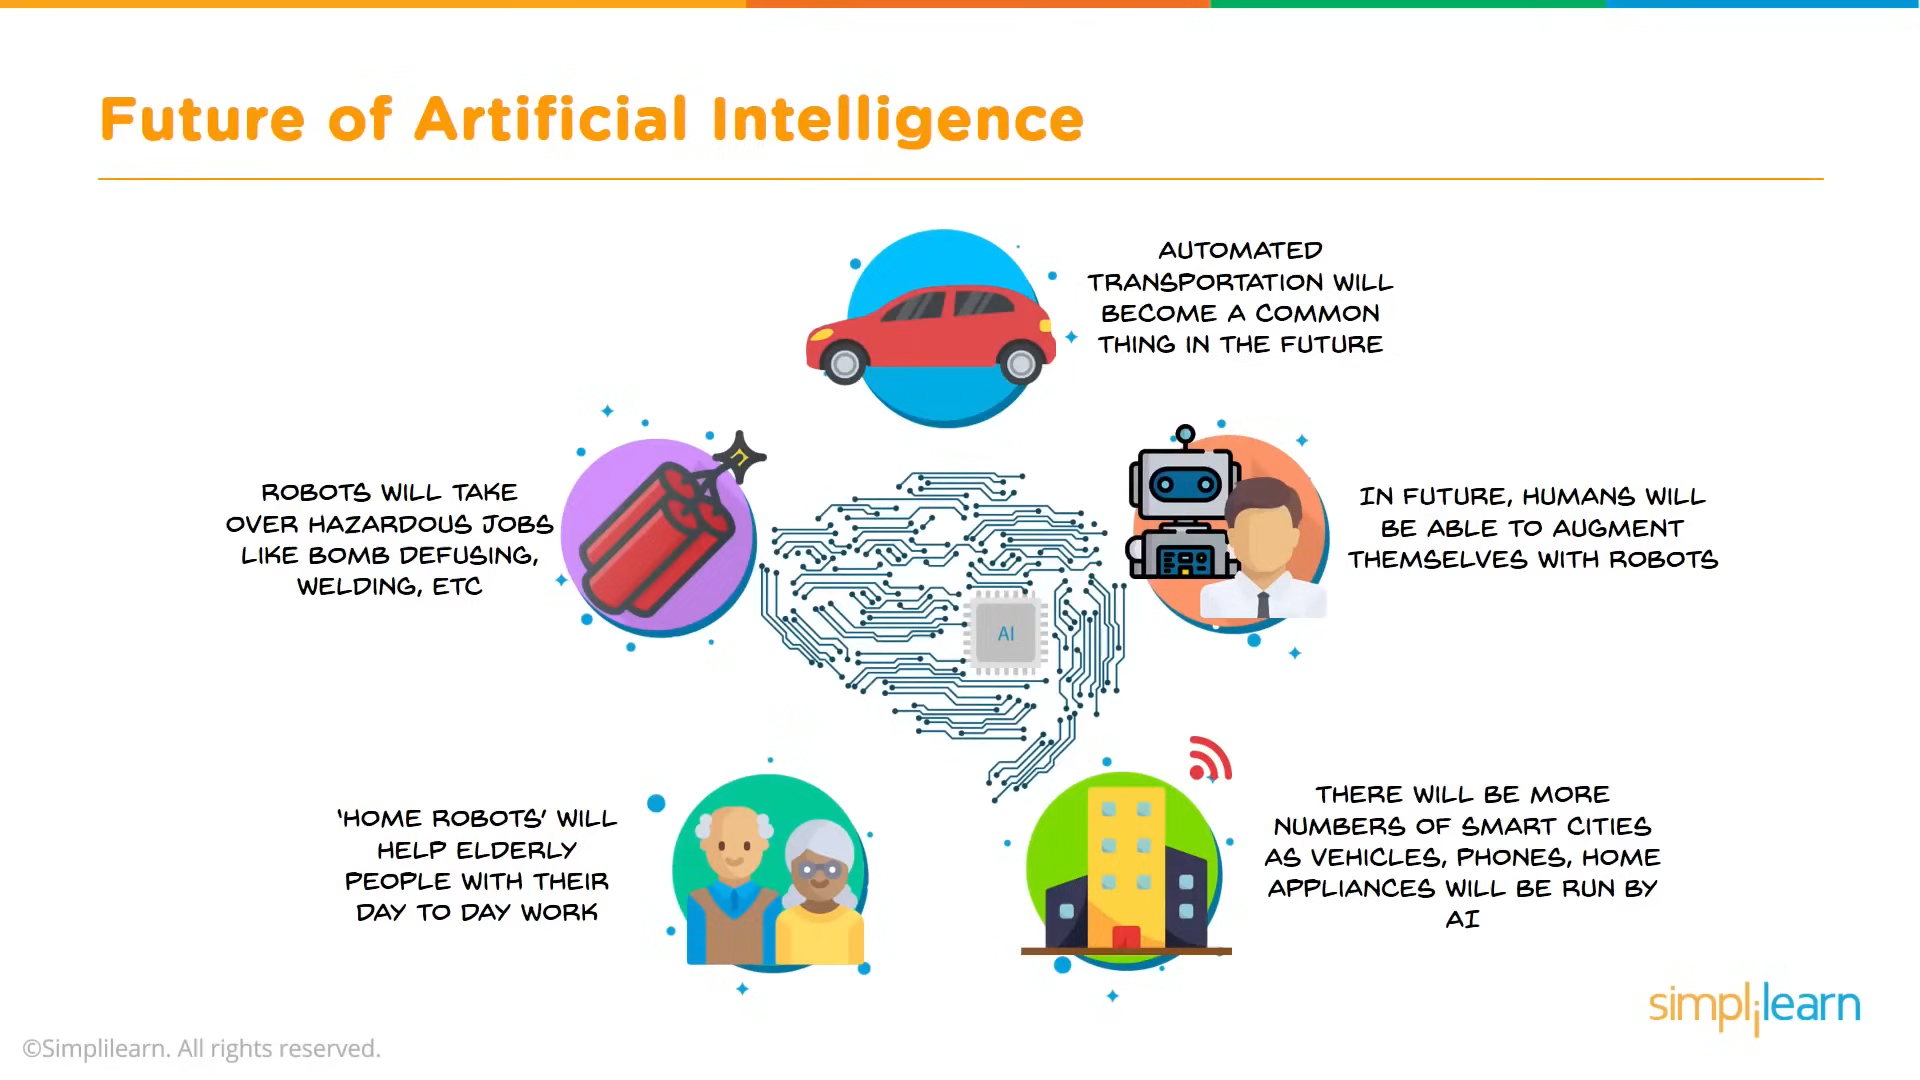 Future of Artificial Intelligence
AUTOMATED
TRANSPORTATION WILL
BECOME A COMMON
THING IN THE FUTURE
ROBOTS WILL TAKE
OVER HAZARDOUS JOBS
LIKE BOMB DEFUSING,
WELDING, ETC
IN FUTURE, HUMANS WILL
BE ABLE TO AUGMENT
THEMSELVES WITH ROBOTS
AI
‘HOME ROBOTS’ WILL
HELP ELDERLY
PEOPLE WITH THEIR
DAY TO DAY WORK
THERE WILL BE MORE
NUMBERS OF SMART CITIES
AS VEHICLES, PHONES, HOME
APPLIANCES WILL BE RUN BY
AI
simplilearn
©Simplilearn. All rights reserved.